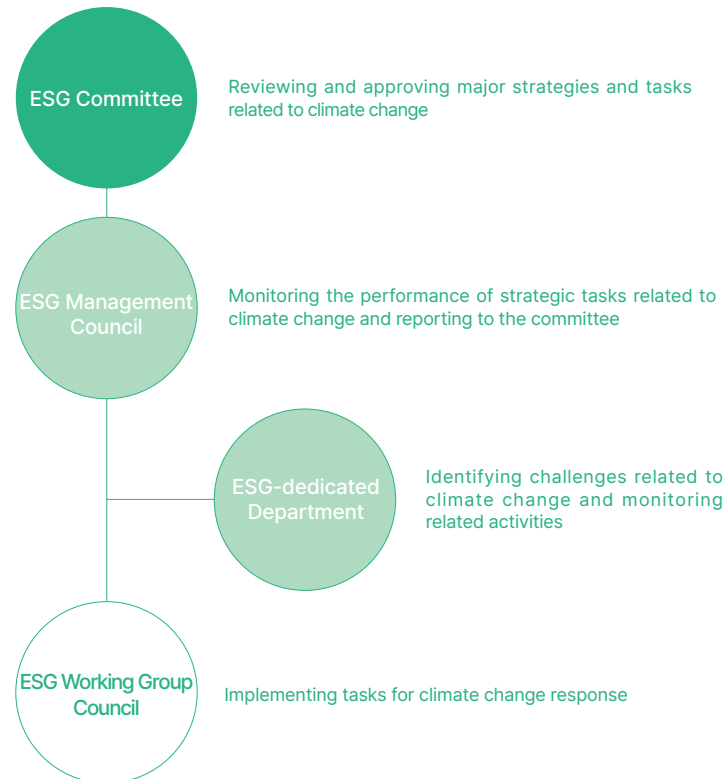 ESG Committee
Reviewing and approving major strategies and tasks
related to climate change
ESG Management
Council
Monitoring the performance of strategic tasks related to
climate change and reporting to the committee
ESG-dedicated
Department
Identifying challenges related to
climate change and monitoring
related activities
ESG Working Group
Council
Implementing tasks for climate change response